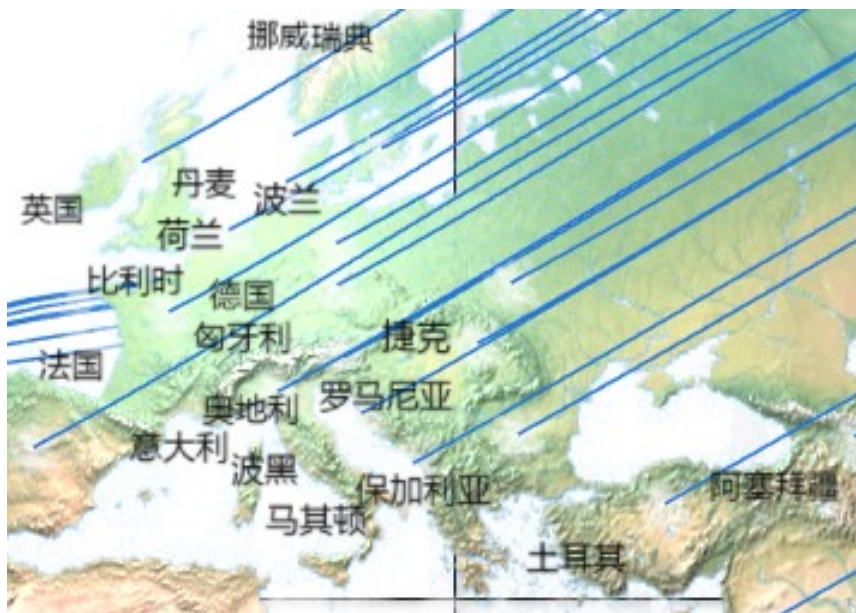 挪威瑞典
丹麦
波兰
英国
荷兰
比利时
德国
匈牙利
捷克
法国
奥地利
罗马尼亚
意大利
波黑
保加利亚
阿塞拜疆
马其顿
土耳其